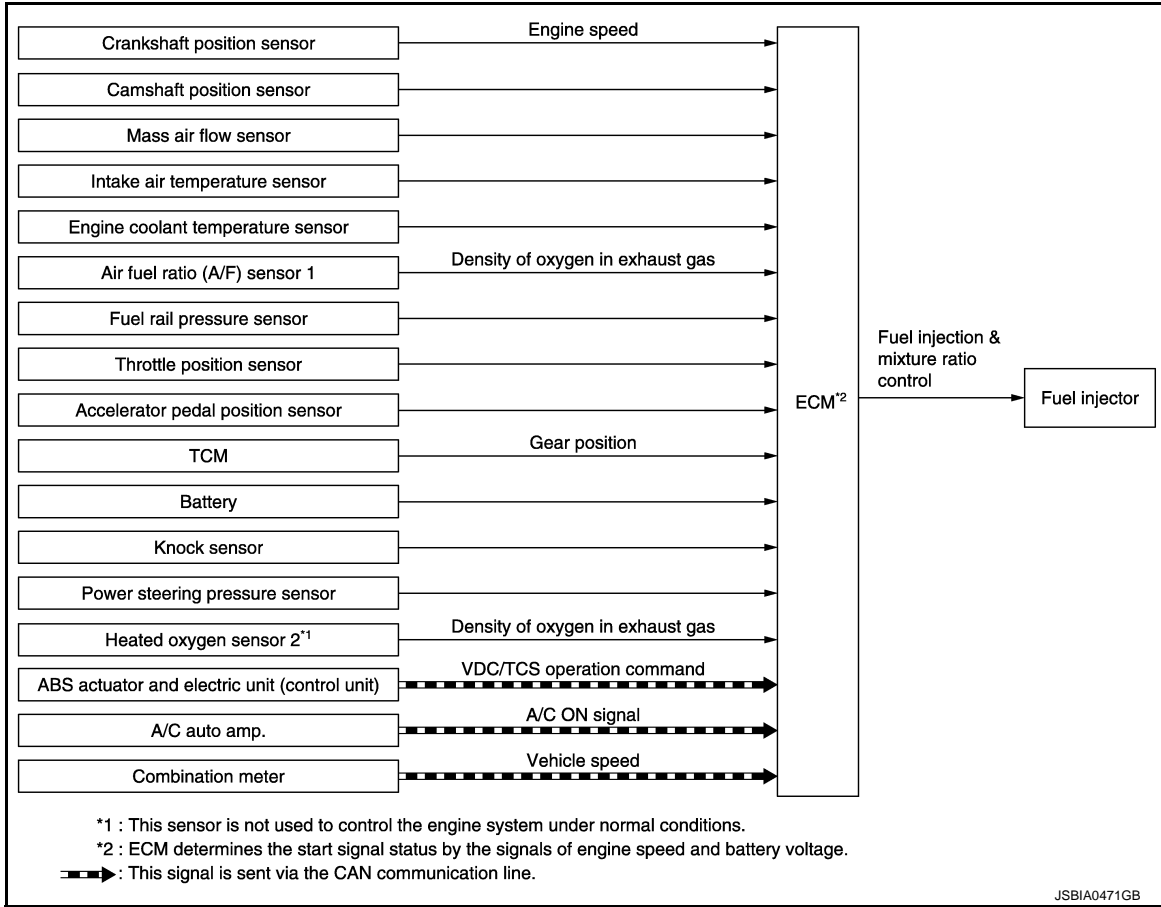 Crankshaft position sensor
Engine speed
Camshaft position sensor
Mass air flow sensor
Intake air temperature sensor
Engine coolant temperature sensor
Air fuel ratio (A/F) sensor 1
Density of oxygen in exhaust gas
Fuel rail pressure sensor
Throttle position sensor
Accelerator pedal position sensor
TCM
Gear position
Battery
Knock sensor
Power steering pressure sensor
Heated oxygen sensor 2*1
Density of oxygen in exhaust gas
ABS actuator and electric unit (control unit)
VDC/TCS operation command
A/C auto amp.
A/C ON signal
Combination meter
Vehicle speed
ECM*2
Fuel injection &
mixture ratio
control
Fuel injector
*1 : This sensor is not used to control the engine system under normal conditions.
*2 : ECM determines the start signal status by the signals of engine speed and battery voltage.
: This signal is sent via the CAN communication line.
JSBIA0471GB